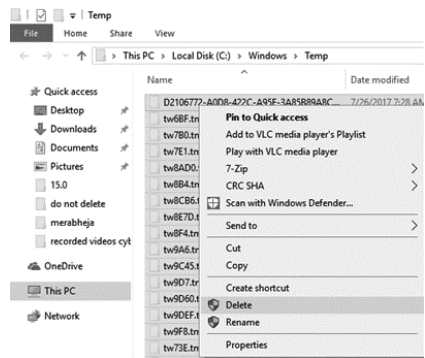 Temp
File Home Share View
This PC > Local Disk (C:) > Windows > Temp
Name Date modified
Quick access
Desktop
Downloads
Documents
Pictures
15.0
do not delete
merabheja
recorded videos cyt
OneDrive
This PC
Network
D2106772-A0D8-422C-A95F-3A85B89A8C... 7/26/2017 7:28 AM
tw6BF.tn
tw7B0.tn
tw7E1.tn
tw8AD0.
tw8B4.tn
tw8CB6.t
tw8E7D.t
tw8F4.tn
tw9A6.tn
tw9C45.t
tw9D7.tn
tw9D60.t
tw9DEF.t
tw9F8.tn
tw73E.tn
Pin to Quick access
Add to VLC media player's Playlist
Play with VLC media player
7-Zip >
CRC SHA >
Scan with Windows Defender...
Send to >
Cut
Copy
Create shortcut
Delete
Rename
Properties